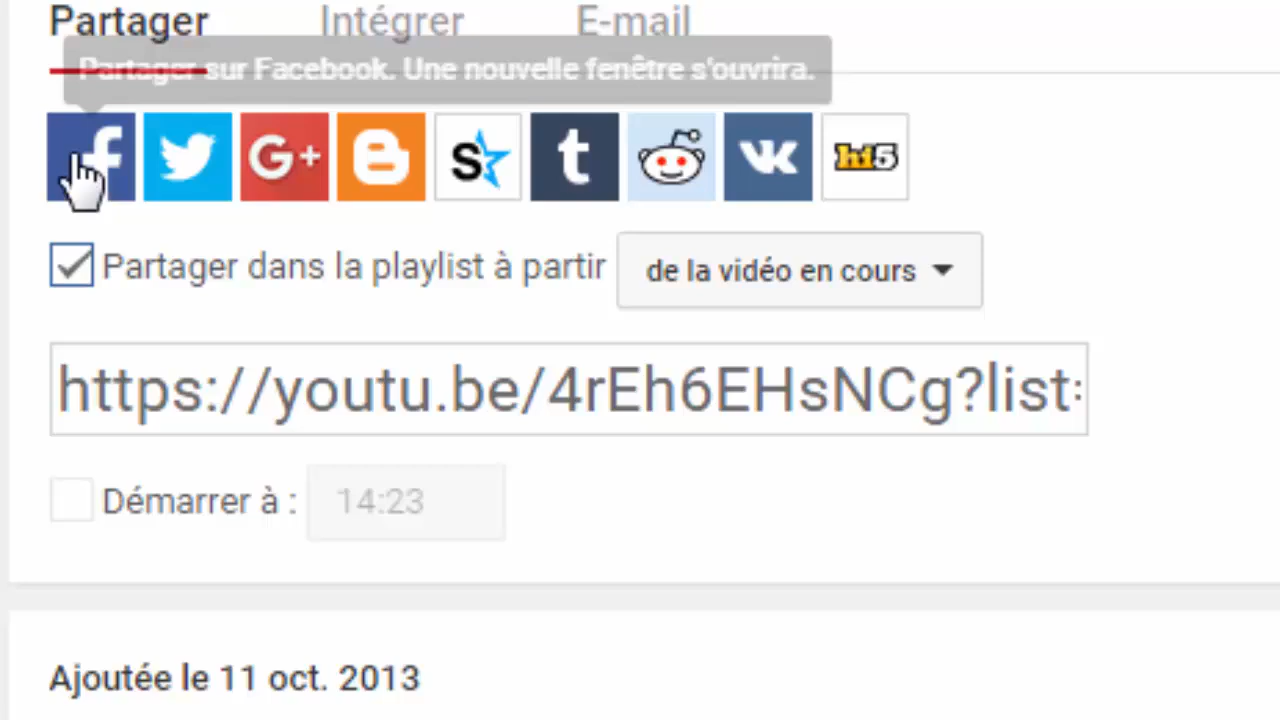 Partager Intégrer E-mail
Partager sur Facebook. Une nouvelle fenêtre s'ouvrira.
f G+ B S t vk hi5
Partager dans la playlist à partir de la vidéo en cours
https://youtu.be/4rEh6EHsNCg?list=
Démarrer à : 14:23
Ajoutée le 11 oct. 2013